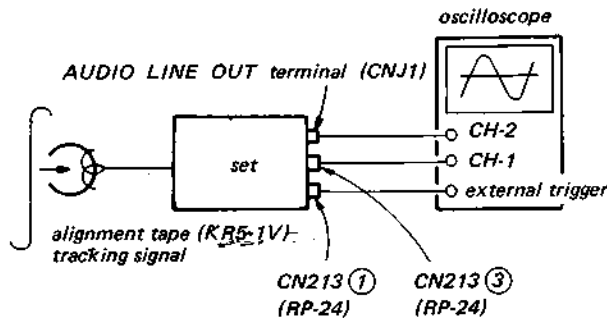 oscilloscope
AUDIO LINE OUT terminal (CNJ1)
set
CH-2
CH-1
external trigger
alignment tape (KR5-1V)
tracking signal
CN213 ①
(RP-24)
CN213 ③
(RP-24)